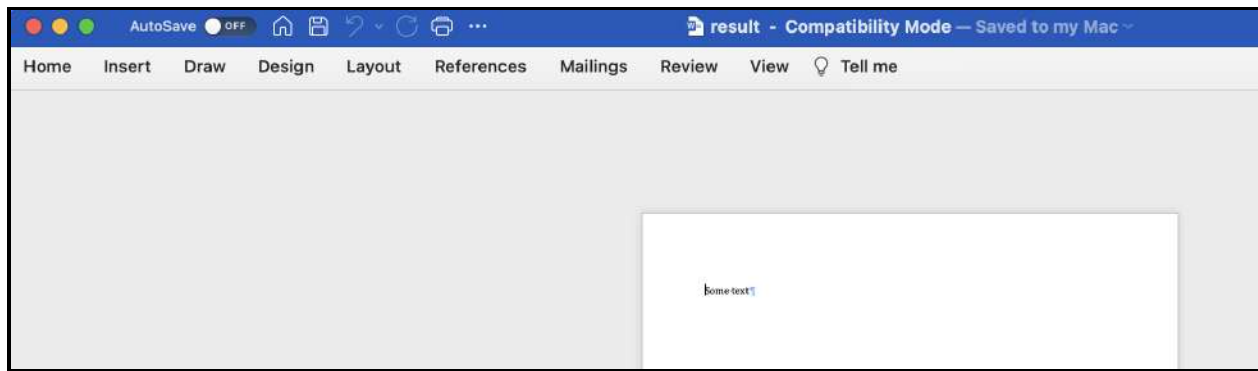 AutoSave OFF ... result - Compatibility Mode — Saved to my Mac
Home Insert Draw Design Layout References Mailings Review View Tell me
Some text¶